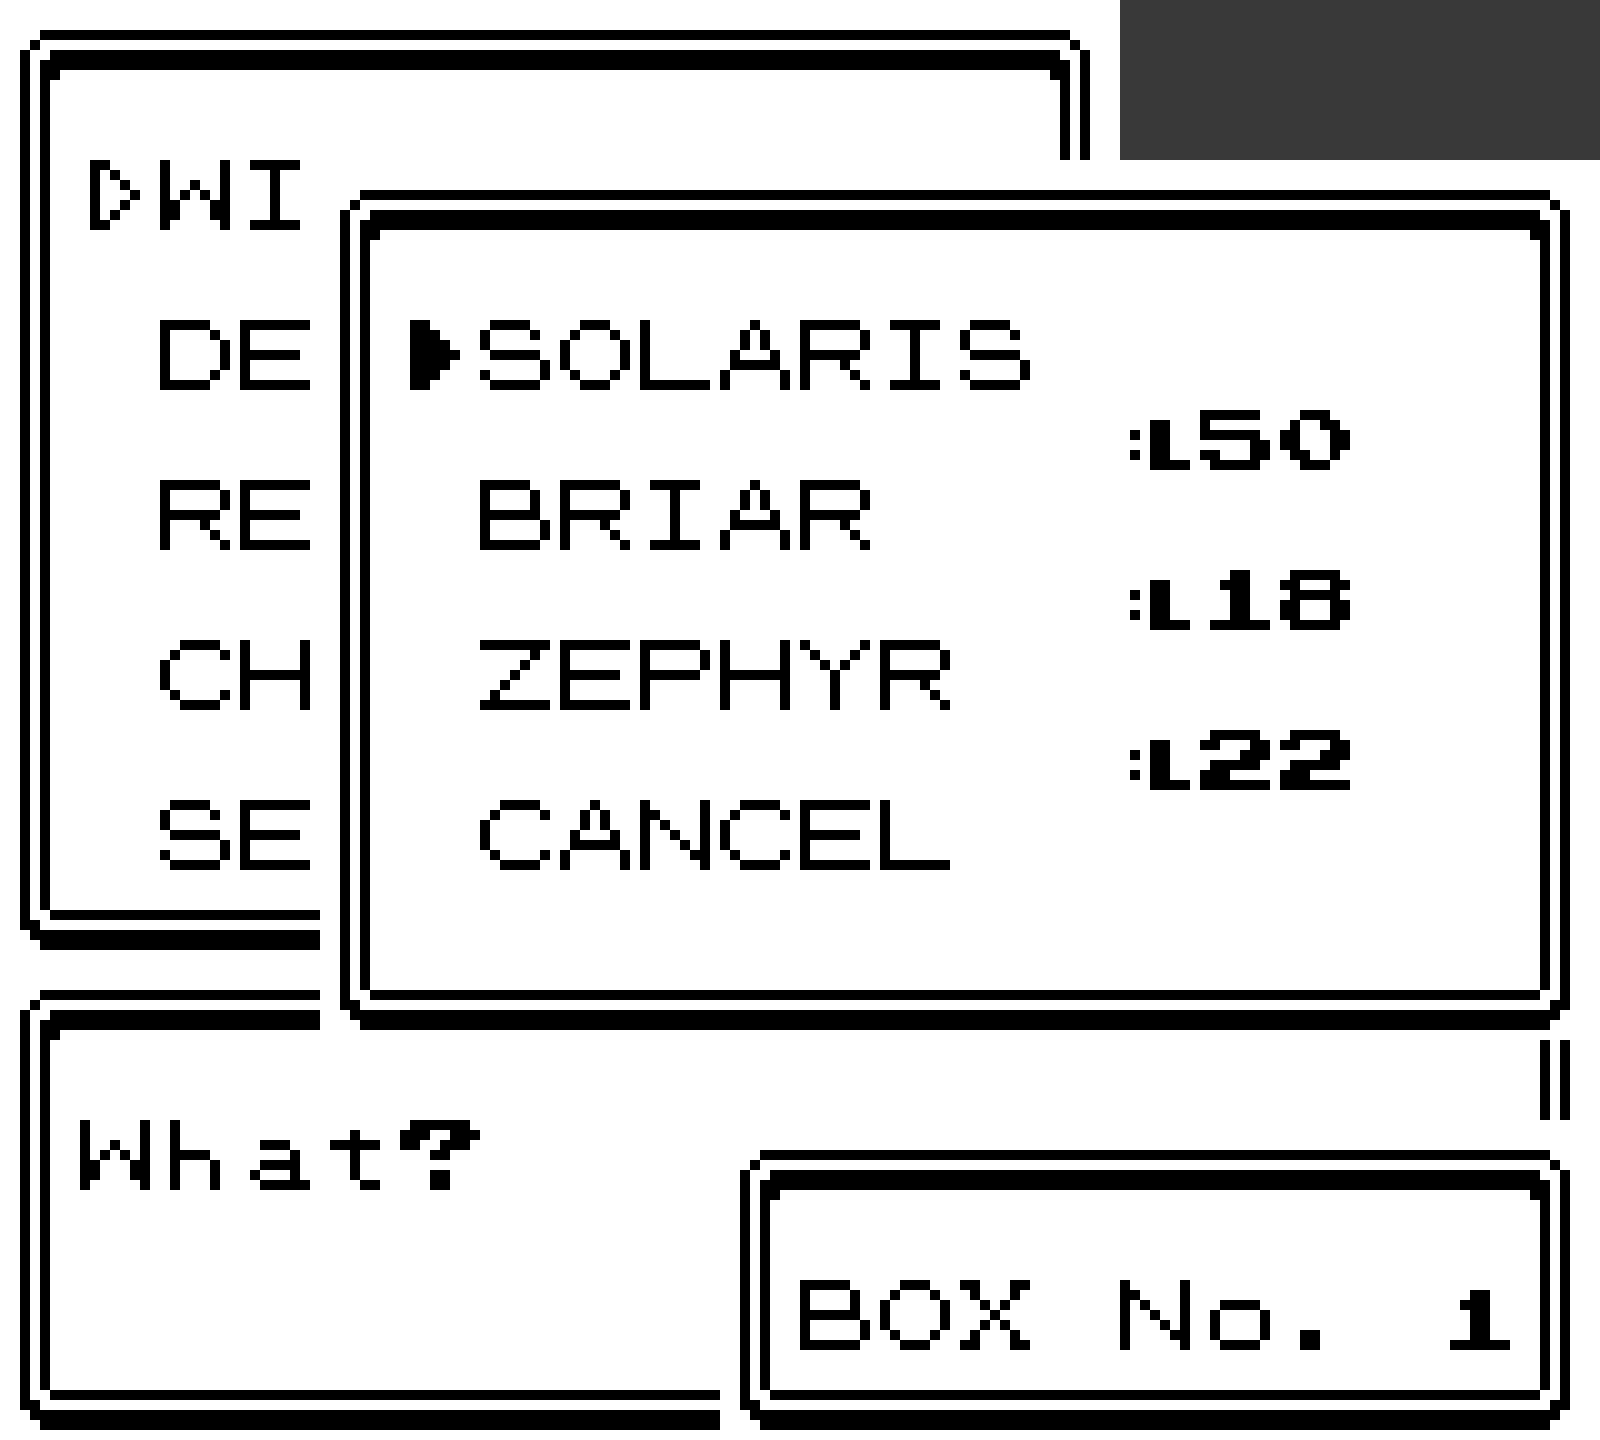 ▷WI
DE
RE
CH
SE
▶SOLARIS
:L50
BRIAR
:L18
ZEPHYR
:L22
CANCEL
What?
BOX No. 1